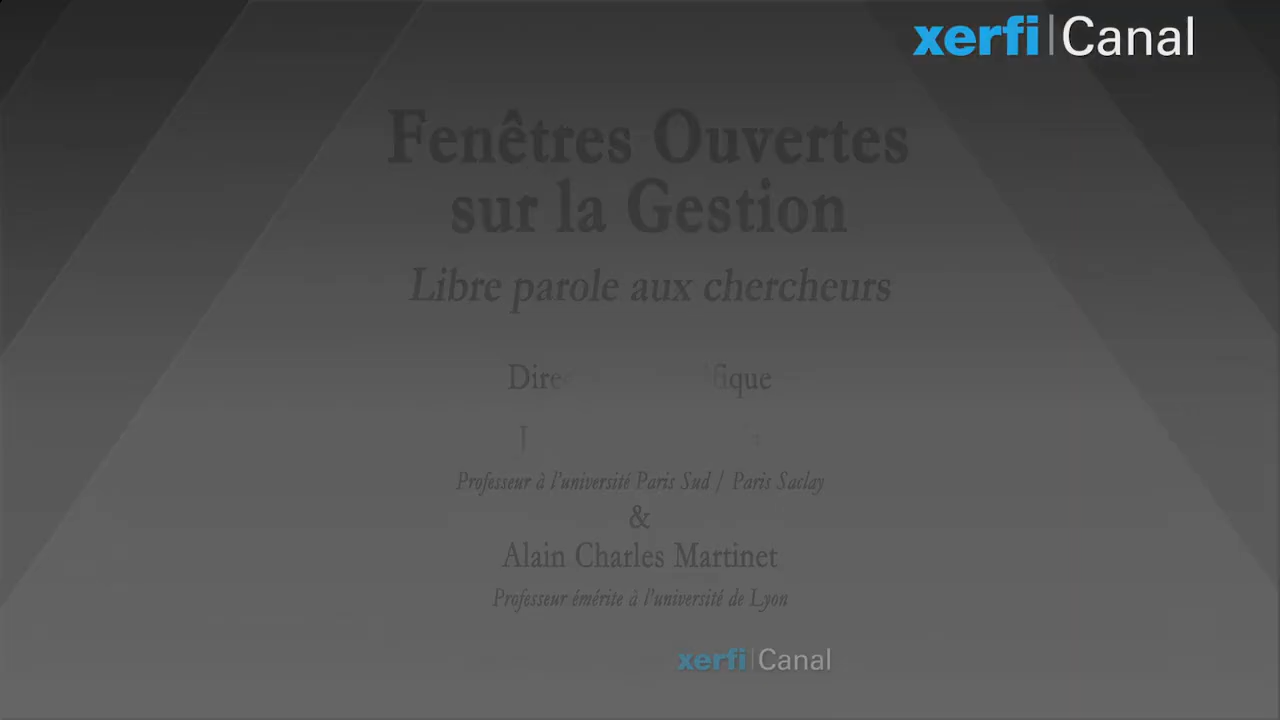 xerfi Canal
Fenêtres Ouvertes
sur la Gestion
Libre parole aux chercheurs
Professeur à l'université Paris Sud / Paris Saclay
&
Alain Charles Martinet
Professeur émérite à l'université de Lyon
xerfi Canal